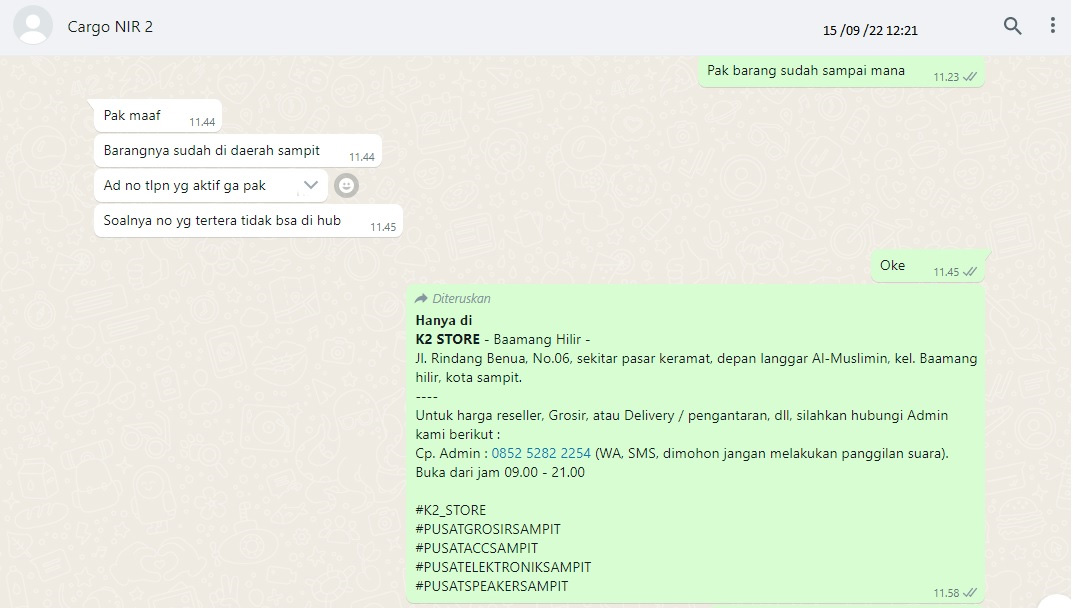 Cargo NIR 2
15 /09 /22 12:21
Pak barang sudah sampai mana
11.23
Pak maaf
11.44
Barangnya sudah di daerah sampit
11.44
Ad no tlpn yg aktif ga pak
Soalnya no yg tertera tidak bsa di hub
11.45
Oke
11.45
Diteruskan
Hanya di
K2 STORE - Baamang Hilir -
Jl. Rindang Benua, No.06, sekitar pasar keramat, depan langgar Al-Muslimin, kel. Baamang
hilir, kota sampit.
----
Untuk harga reseller, Grosir, atau Delivery / pengantaran, dll, silahkan hubungi Admin
kami berikut :
Cp. Admin : 0852 5282 2254 (WA, SMS, dimohon jangan melakukan panggilan suara).
Buka dari jam 09.00 - 21.00
#K2_STORE
#PUSATGROSIRSAMPIT
#PUSATACCSAMPIT
#PUSATELEKTRONIKSAMPIT
#PUSATSPEAKERSAMPIT
11.58